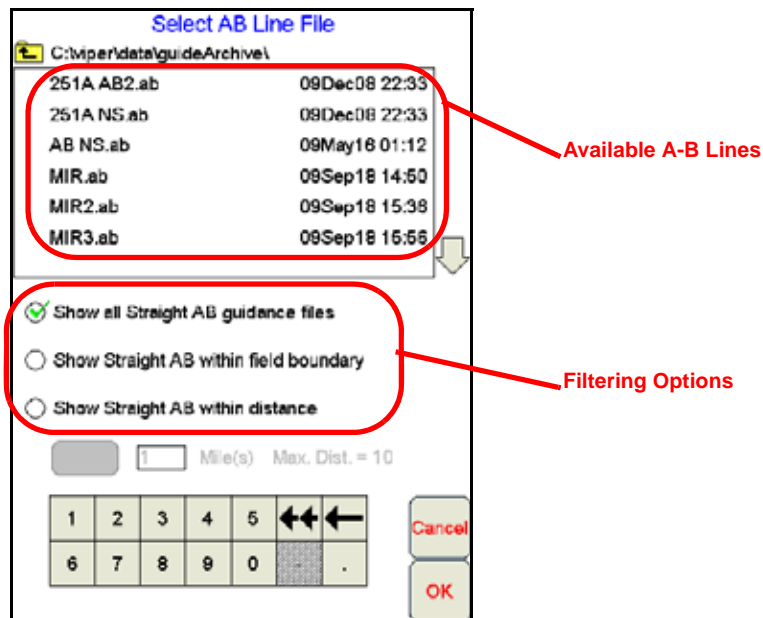 Select AB Line File
C:\viper\data\guideArchive\
251A AB2.ab 09Dec08 22:33
251A NS.ab 09Dec08 22:33
AB NS.ab 09May16 01:12
MIR.ab 09Sep18 14:50
MIR2.ab 09Sep18 15:38
MIR3.ab 09Sep18 15:56
Available A-B Lines
Show all Straight AB guidance files
Show Straight AB within field boundary
Show Straight AB within distance
Filtering Options
1 Mile(s) Max. Dist. = 10
1 2 3 4 5
6 7 8 9 0 - .
Cancel
OK